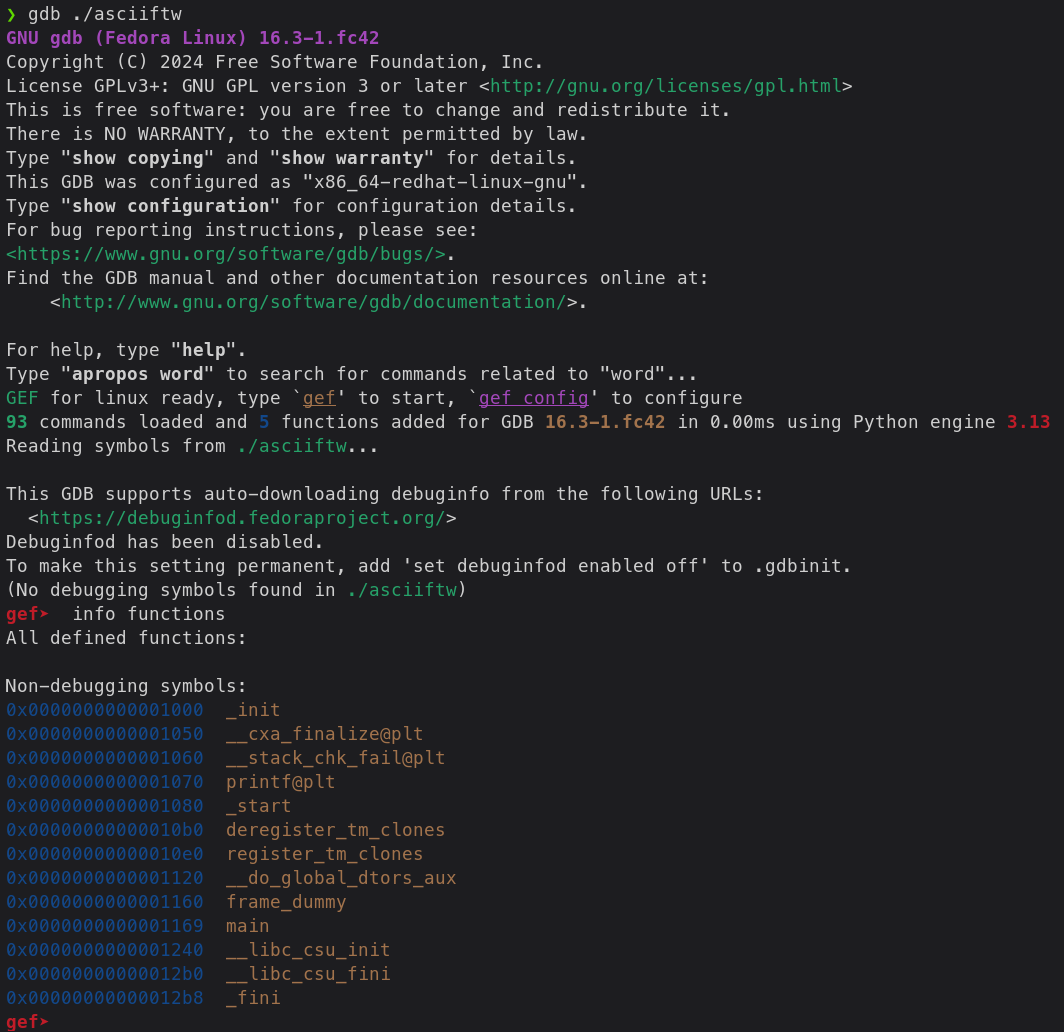 ❯ gdb ./asciiftw
GNU gdb (Fedora Linux) 16.3-1.fc42
Copyright (C) 2024 Free Software Foundation, Inc.
License GPLv3+: GNU GPL version 3 or later <http://gnu.org/licenses/gpl.html>
This is free software: you are free to change and redistribute it.
There is NO WARRANTY, to the extent permitted by law.
Type "show copying" and "show warranty" for details.
This GDB was configured as "x86_64-redhat-linux-gnu".
Type "show configuration" for configuration details.
For bug reporting instructions, please see:
<https://www.gnu.org/software/gdb/bugs/>.
Find the GDB manual and other documentation resources online at:
    <http://www.gnu.org/software/gdb/documentation/>.

For help, type "help".
Type "apropos word" to search for commands related to "word"...
GEF for linux ready, type `gef' to start, `gef config' to configure
93 commands loaded and 5 functions added for GDB 16.3-1.fc42 in 0.00ms using Python engine 3.13
Reading symbols from ./asciiftw...

This GDB supports auto-downloading debuginfo from the following URLs:
  <https://debuginfod.fedoraproject.org/>
Debuginfod has been disabled.
To make this setting permanent, add 'set debuginfod enabled off' to .gdbinit.
(No debugging symbols found in ./asciiftw)
gef➤  info functions
All defined functions:

Non-debugging symbols:
0x0000000000001000  _init
0x0000000000001050  __cxa_finalize@plt
0x0000000000001060  __stack_chk_fail@plt
0x0000000000001070  printf@plt
0x0000000000001080  _start
0x00000000000010b0  deregister_tm_clones
0x00000000000010e0  register_tm_clones
0x0000000000001120  __do_global_dtors_aux
0x0000000000001160  frame_dummy
0x0000000000001169  main
0x0000000000001240  __libc_csu_init
0x00000000000012b0  __libc_csu_fini
0x00000000000012b8  _fini
gef➤